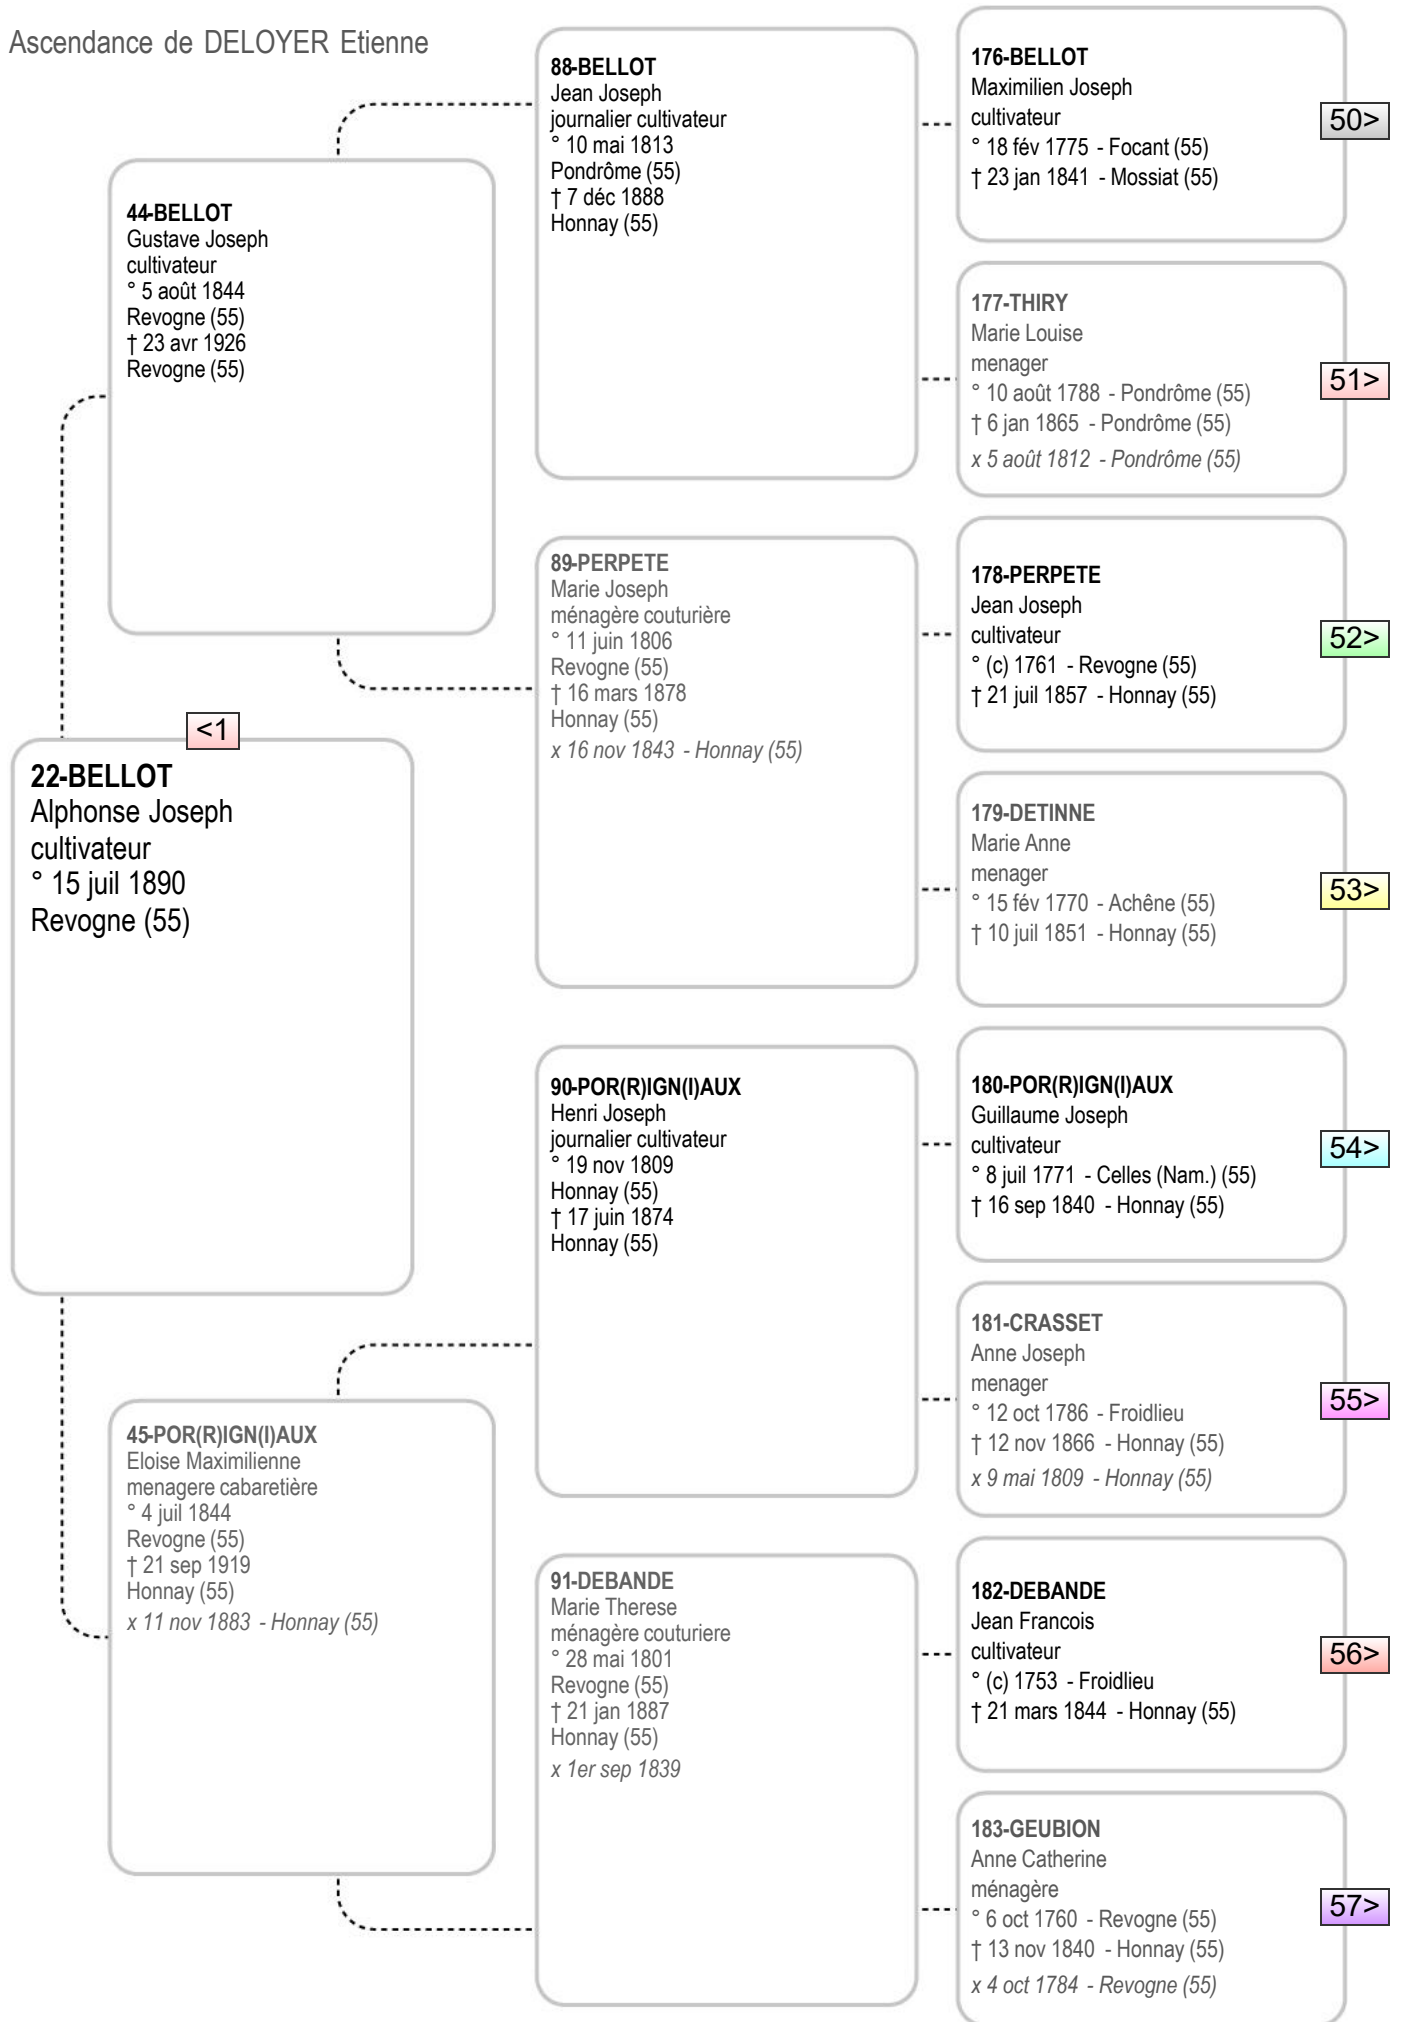 Ascendance de DELOYER Etienne
<1
22-BELLOT
Alphonse Joseph
cultivateur
° 15 juil 1890
Revogne (55)
44-BELLOT
Gustave Joseph
cultivateur
° 5 août 1844
Revogne (55)
† 23 avr 1926
Revogne (55)
45-POR(R)IGN(I)AUX
Eloise Maximilienne
menagere cabaretière
° 4 juil 1844
Revogne (55)
† 21 sep 1919
Honnay (55)
x 11 nov 1883 - Honnay (55)
88-BELLOT
Jean Joseph
journalier cultivateur
° 10 mai 1813
Pondrôme (55)
† 7 déc 1888
Honnay (55)
89-PERPETE
Marie Joseph
ménagère couturière
° 11 juin 1806
Revogne (55)
† 16 mars 1878
Honnay (55)
x 16 nov 1843 - Honnay (55)
90-POR(R)IGN(I)AUX
Henri Joseph
journalier cultivateur
° 19 nov 1809
Honnay (55)
† 17 juin 1874
Honnay (55)
91-DEBANDE
Marie Therese
ménagère couturiere
° 28 mai 1801
Revogne (55)
† 21 jan 1887
Honnay (55)
x 1er sep 1839
176-BELLOT
Maximilien Joseph
cultivateur
° 18 fév 1775 - Focant (55)
† 23 jan 1841 - Mossiat (55)
50>
177-THIRY
Marie Louise
menager
° 10 août 1788 - Pondrôme (55)
† 6 jan 1865 - Pondrôme (55)
x 5 août 1812 - Pondrôme (55)
51>
178-PERPETE
Jean Joseph
cultivateur
° (c) 1761 - Revogne (55)
† 21 juil 1857 - Honnay (55)
52>
179-DETINNE
Marie Anne
menager
° 15 fév 1770 - Achêne (55)
† 10 juil 1851 - Honnay (55)
53>
180-POR(R)IGN(I)AUX
Guillaume Joseph
cultivateur
° 8 juil 1771 - Celles (Nam.) (55)
† 16 sep 1840 - Honnay (55)
54>
181-CRASSET
Anne Joseph
menager
° 12 oct 1786 - Froidlieu
† 12 nov 1866 - Honnay (55)
x 9 mai 1809 - Honnay (55)
55>
182-DEBANDE
Jean Francois
cultivateur
° (c) 1753 - Froidlieu
† 21 mars 1844 - Honnay (55)
56>
183-GEUBION
Anne Catherine
ménagère
° 6 oct 1760 - Revogne (55)
† 13 nov 1840 - Honnay (55)
x 4 oct 1784 - Revogne (55)
57>